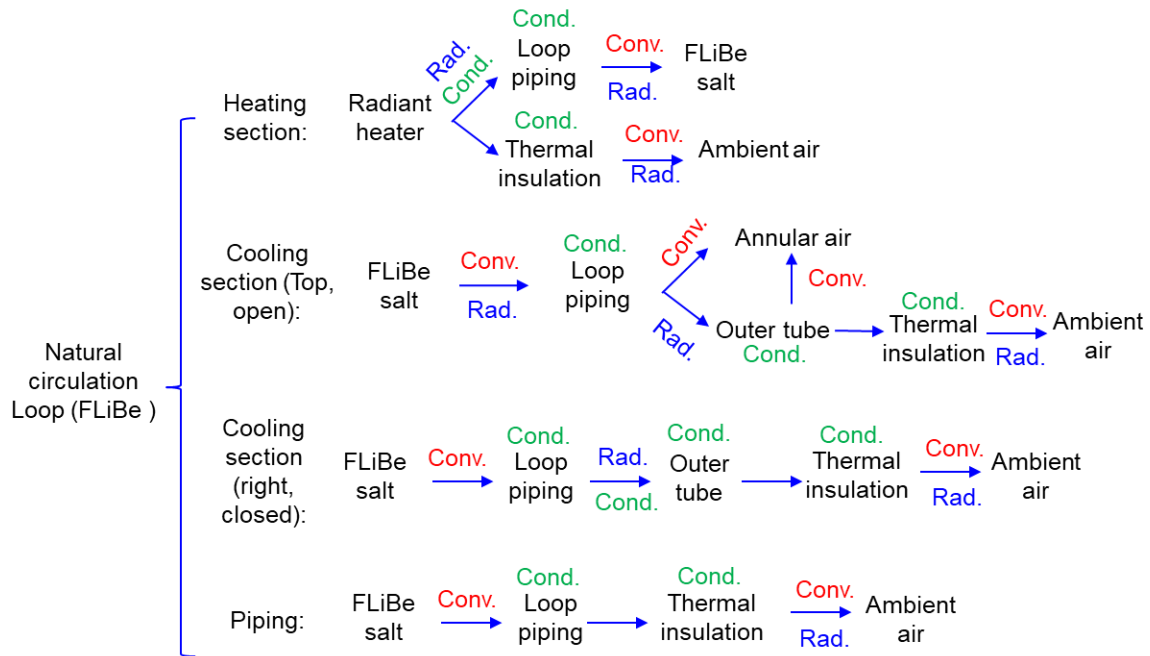 Natural
circulation
Loop (FLiBe )
Heating
section:
Radiant
heater
Rad.
Cond.
Cond.
Loop
piping
Conv.
Rad.
FLiBe
salt
Cond.
Thermal
insulation
Conv.
Rad.
Ambient air
Cooling
section (Top,
open):
FLiBe
salt
Conv.
Rad.
Cond.
Loop
piping
Conv.
Rad.
Annular air
Conv.
Outer tube
Cond.
Cond.
Thermal
insulation
Conv.
Rad.
Ambient
air
Cooling
section
(right,
closed):
FLiBe
salt
Conv.
Cond.
Loop
piping
Rad.
Cond.
Cond.
Outer
tube
Cond.
Thermal
insulation
Conv.
Rad.
Ambient
air
Piping:
FLiBe
salt
Conv.
Cond.
Loop
piping
Cond.
Thermal
insulation
Conv.
Rad.
Ambient
air